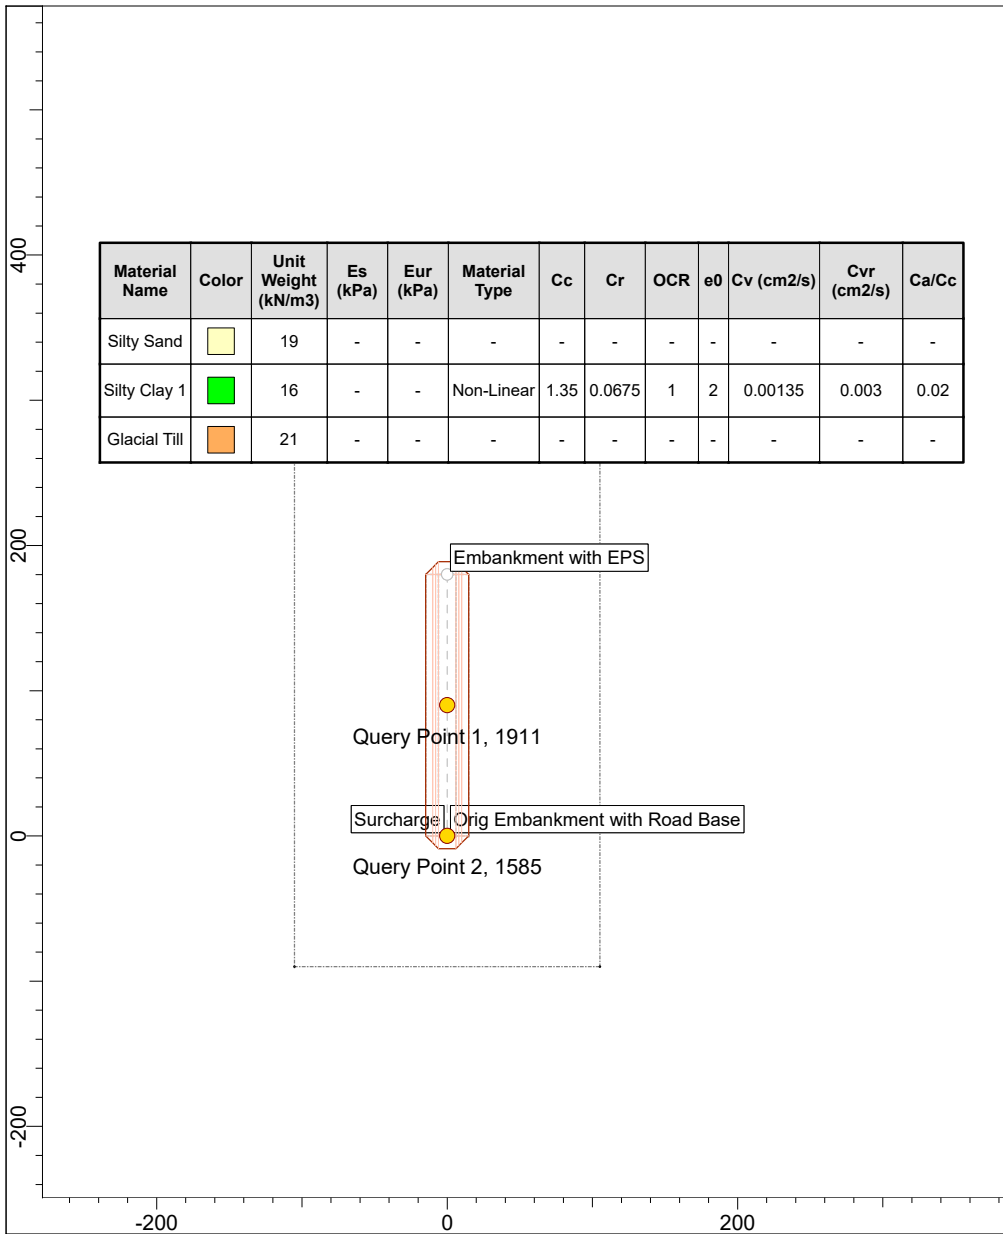 400
200
0
-200
Material Name Color Unit Weight (kN/m3) Es (kPa) Eur (kPa) Material Type Cc Cr OCR e0 Cv (cm2/s) Cvr (cm2/s) Ca/Cc
Silty Sand 19 - - - - - - - - - -
Silty Clay 1 16 - - Non-Linear 1.35 0.0675 1 2 0.00135 0.003 0.02
Glacial Till 21 - - - - - - - - - -
Embankment with EPS
Query Point 1, 1911
Surcharge Orig Embankment with Road Base
Query Point 2, 1585
-200 0 200